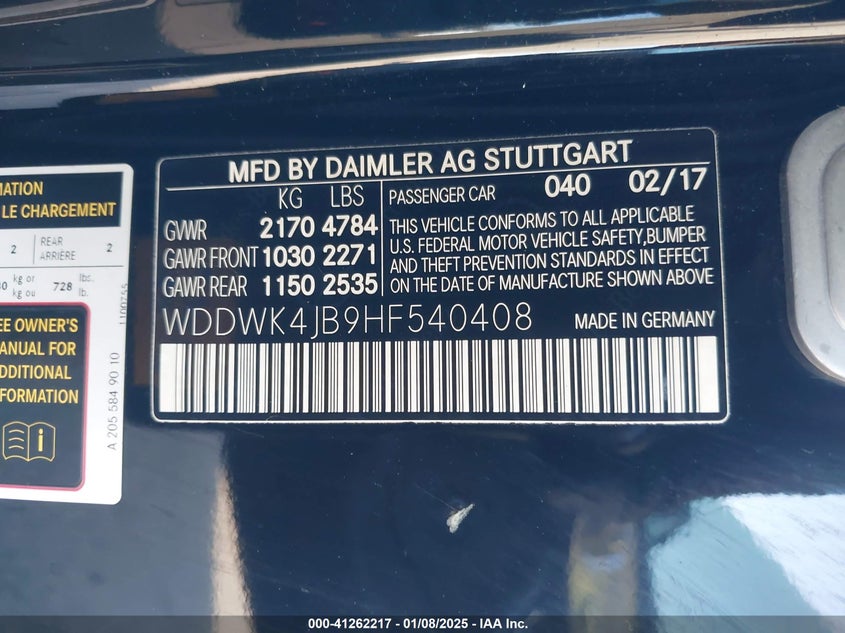 MATION
LE CHARGEMENT
2 REAR ARRIÈRE 2
kg or kg ou 728 lbs. lb.
EE OWNER'S
ANUAL FOR
DDITIONAL
FORMATION
A 205 584 90 10
MFD BY DAIMLER AG STUTTGART
KG LBS
GWR 2170 4784
GAWR FRONT 1030 2271
GAWR REAR 1150 2535
PASSENGER CAR 040 02/17
THIS VEHICLE CONFORMS TO ALL APPLICABLE
U.S. FEDERAL MOTOR VEHICLE SAFETY,BUMPER
AND THEFT PREVENTION STANDARDS IN EFFECT
ON THE DATE OF MANUFACTURE SHOWN ABOVE
WDDWK4JB9HF540408 MADE IN GERMANY
000-41262217 - 01/08/2025 - IAA Inc.